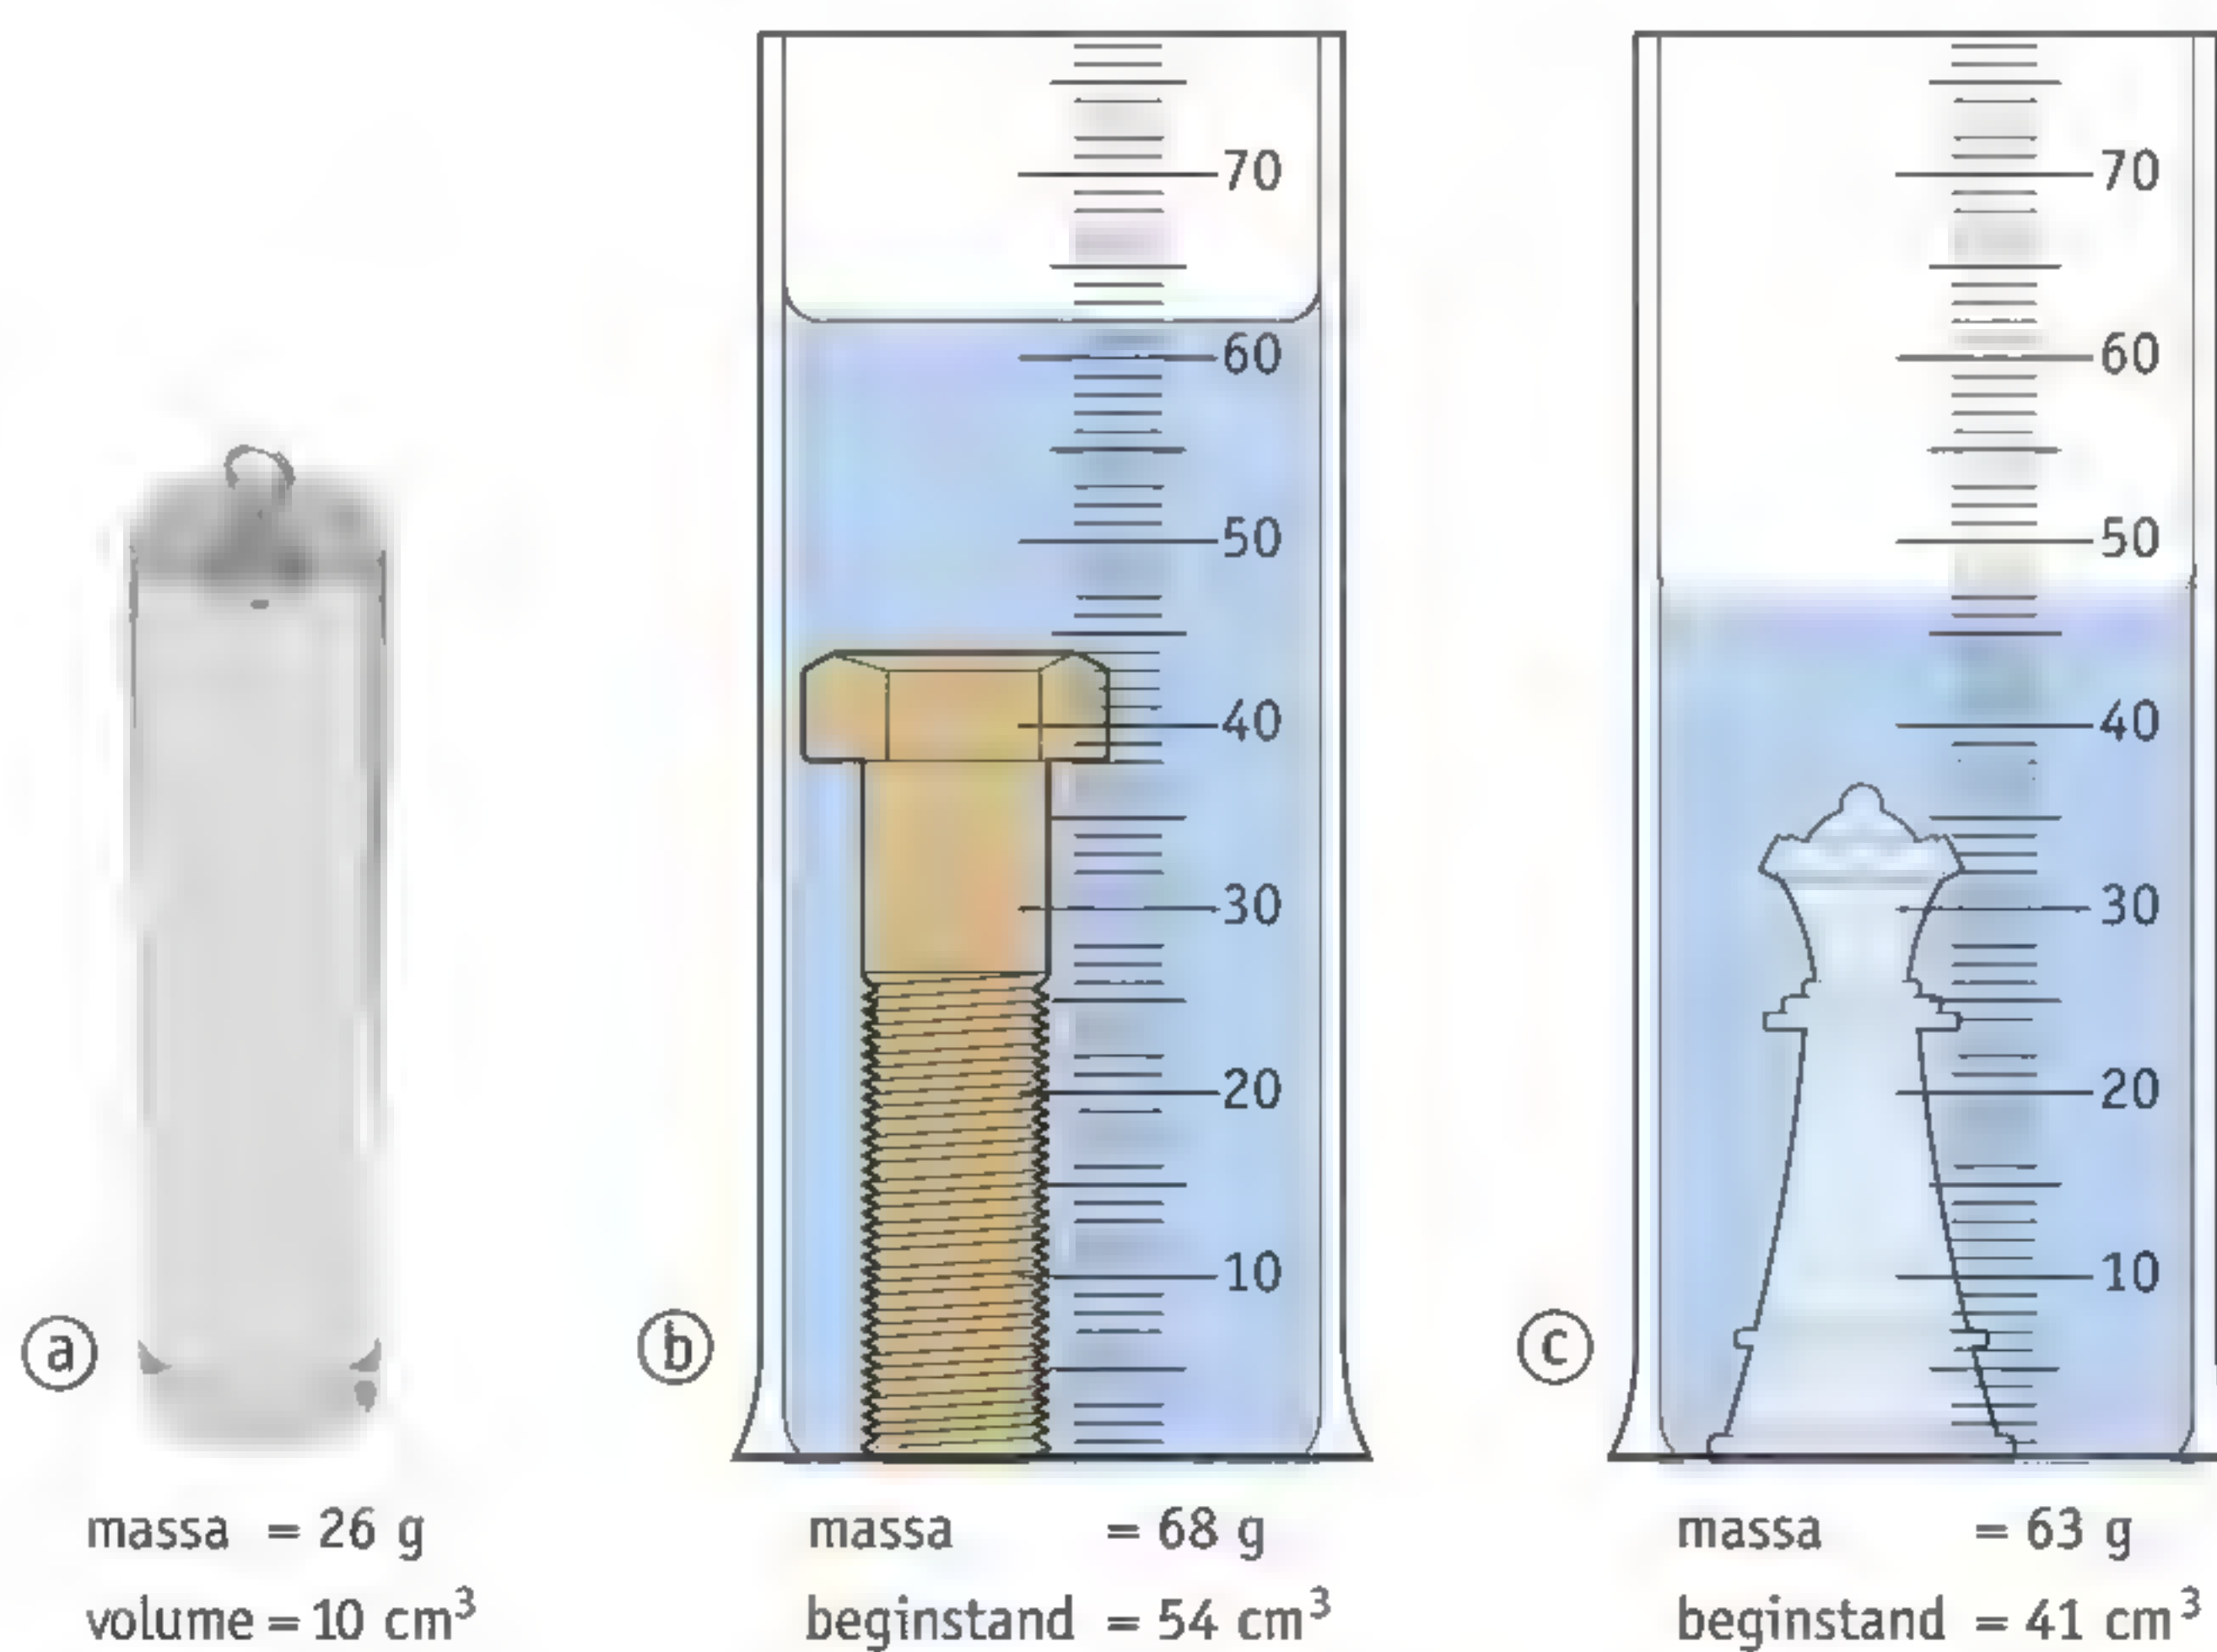 70
60
50
40
30
20
10
70
60
50
40
30
20
10
a
b
c
massa = 26 g
volume = 10 cm³
massa = 68 g
beginstand = 54 cm³
massa = 63 g
beginstand = 41 cm³